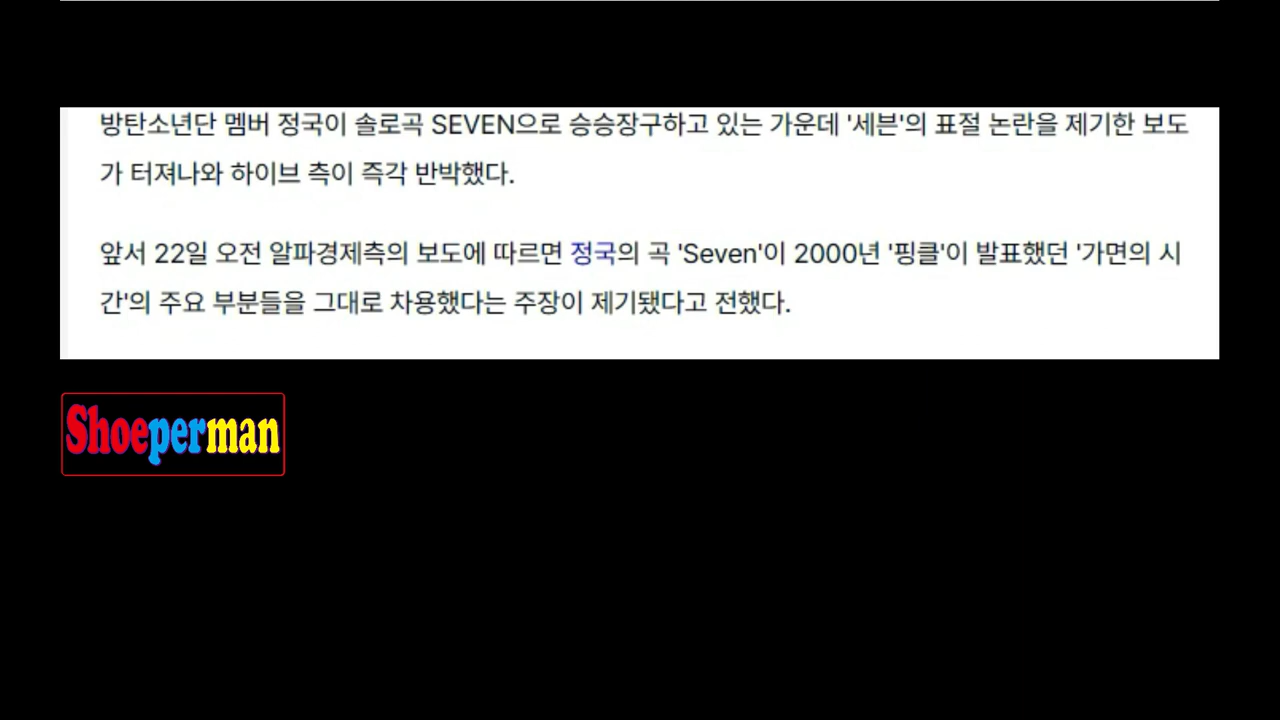 방탄소년단 멤버 정국이 솔로곡 SEVEN으로 승승장구하고 있는 가운데 '세븐'의 표절 논란을 제기한 보도
가 터져나와 하이브 측이 즉각 반박했다.
앞서 22일 오전 알파경제측의 보도에 따르면 정국의 곡 'Seven'이 2000년 '핑클'이 발표했던 '가면의 시
간'의 주요 부분들을 그대로 차용했다는 주장이 제기됐다고 전했다.
Shoeperman